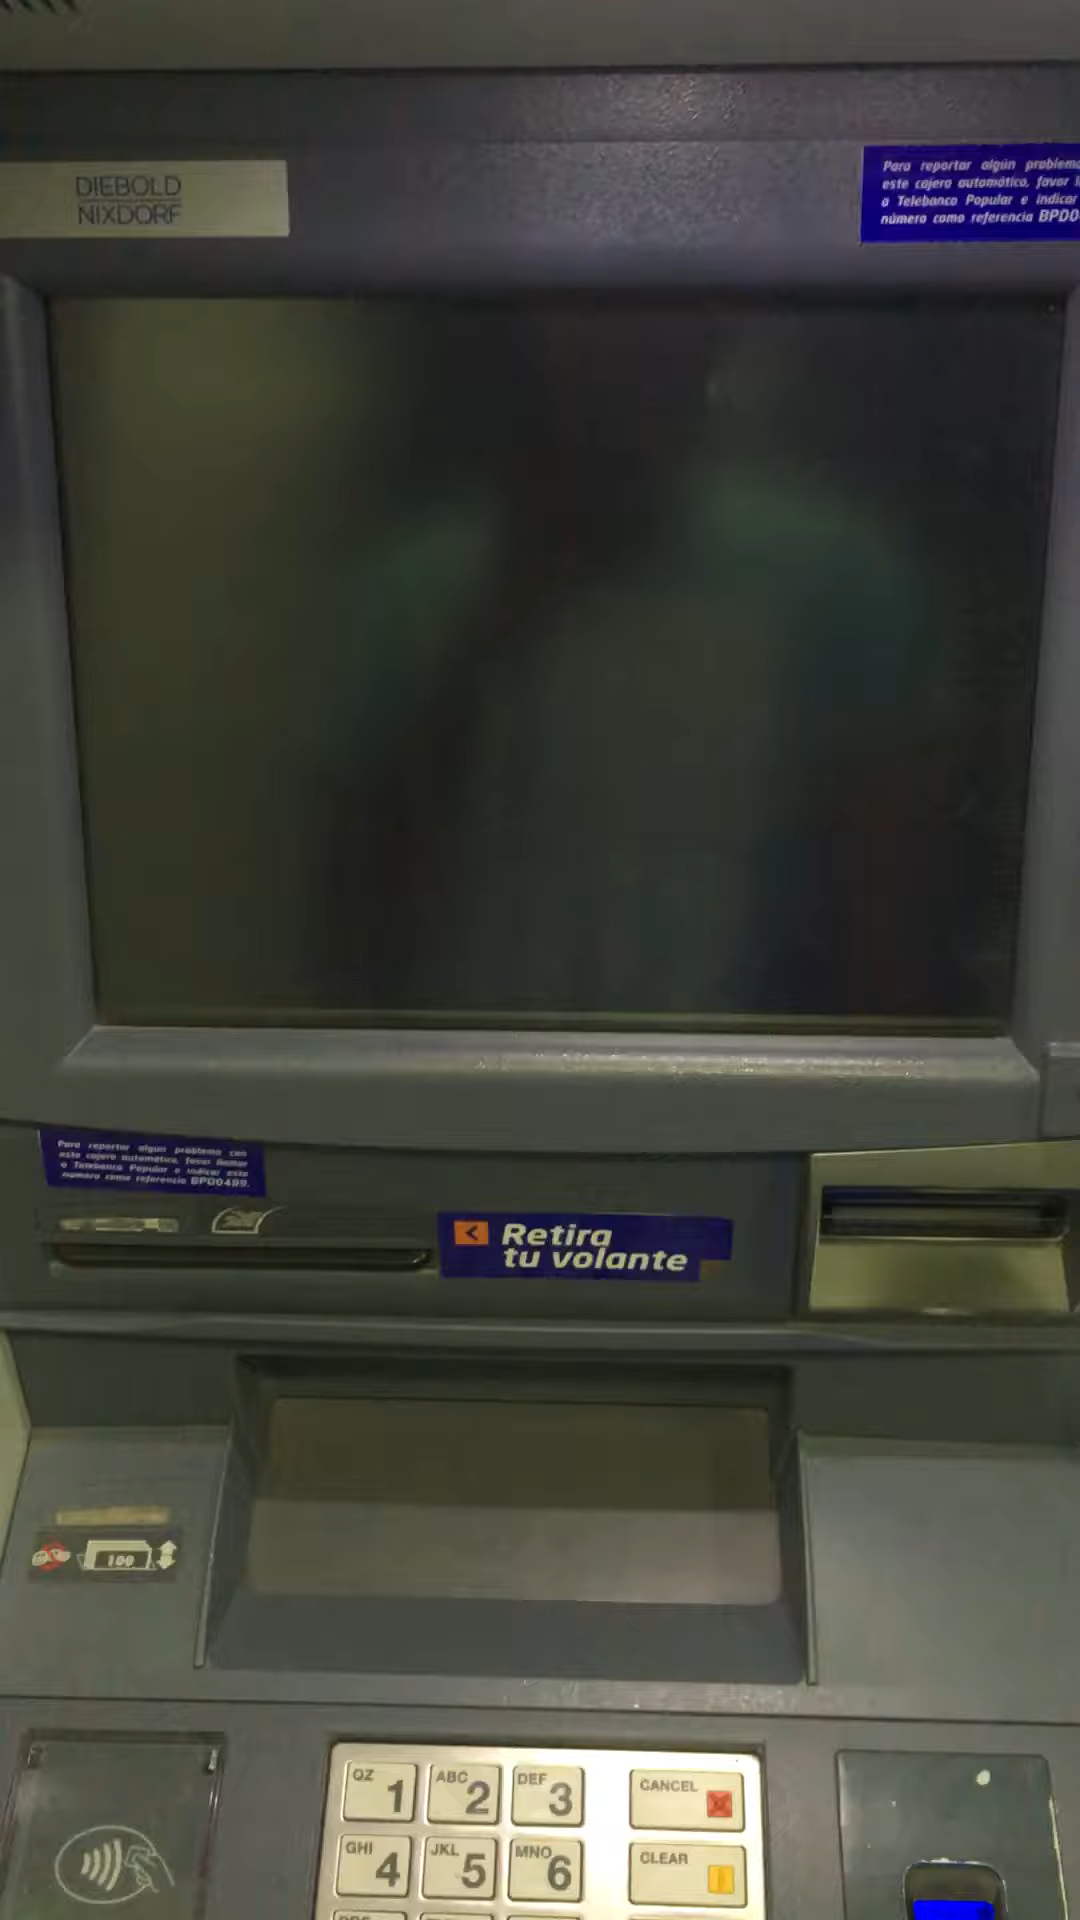 DIEBOLD
NIXDORF
Para reportar algún problema
este cajero automático, favor
a Telebanco Popular e indicar
número como referencia BPD0
Para reportar algún problema con
este cajero automático, favor llamar
a Telebanco Popular e indicar este
número como referencia BPD0489.
Retira
tu volante
100
QZ 1
ABC 2
DEF 3
CANCEL
GHI 4
JKL 5
MNO 6
CLEAR